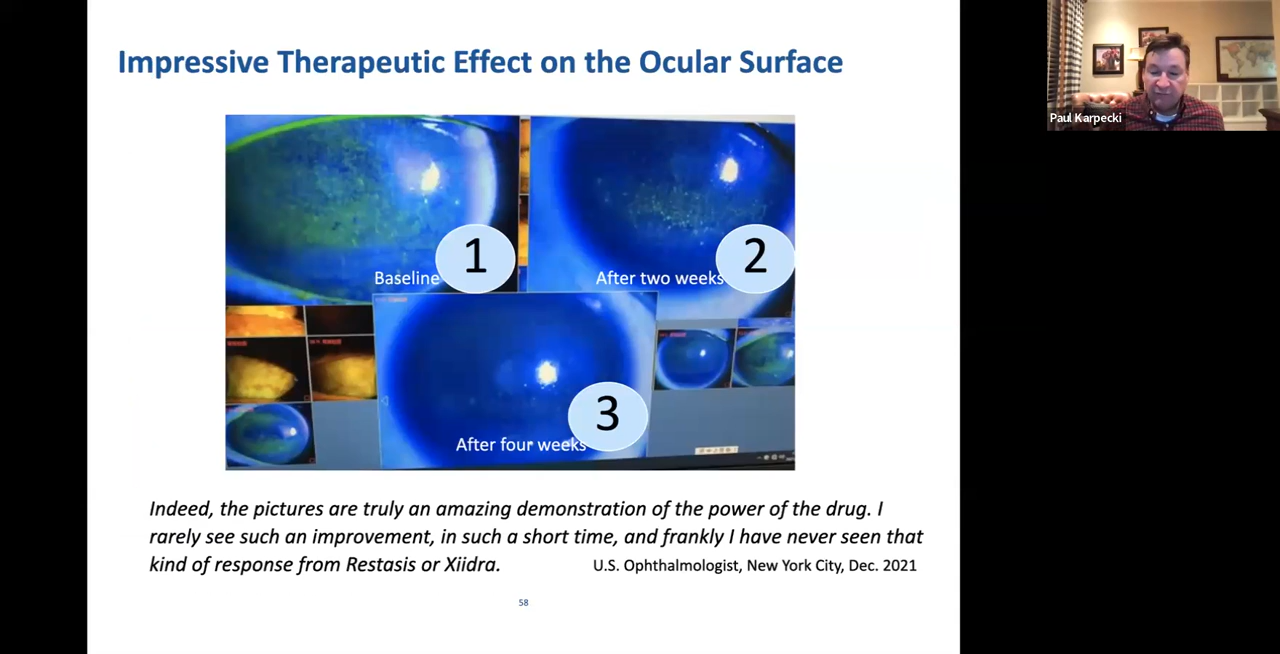 Impressive Therapeutic Effect on the Ocular Surface
Paul Karpecki
1
2
Baseline
After two weeks
3
After four weeks
Indeed, the pictures are truly an amazing demonstration of the power of the drug. I
rarely see such an improvement, in such a short time, and frankly I have never seen that
kind of response from Restasis or Xiidra.
U.S. Ophthalmologist, New York City, Dec. 2021
58